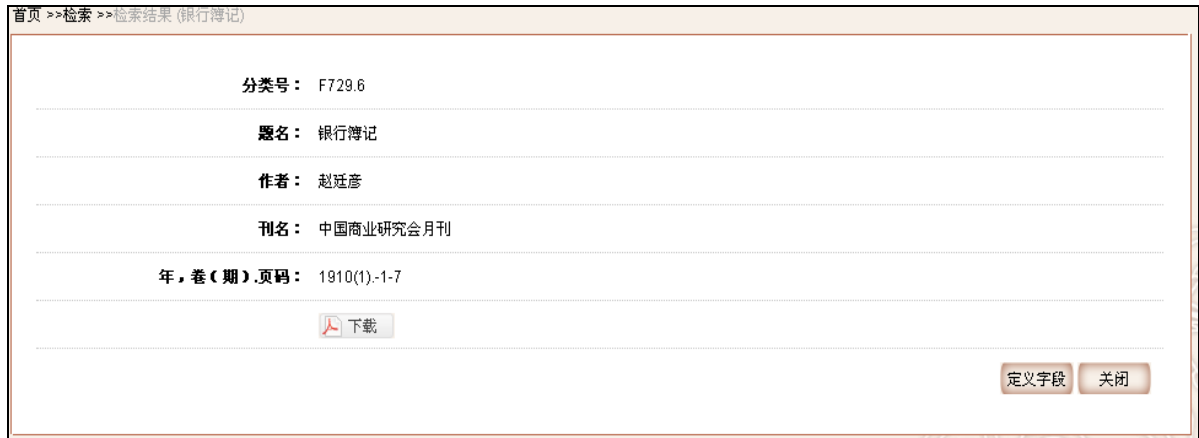 首页 >>检索 >>检索结果 (银行簿记)
分类号： F729.6
题名： 银行簿记
作者： 赵廷彦
刊名： 中国商业研究会月刊
年，卷(期).页码： 1910(1).-1-7
下载
定义字段 关闭